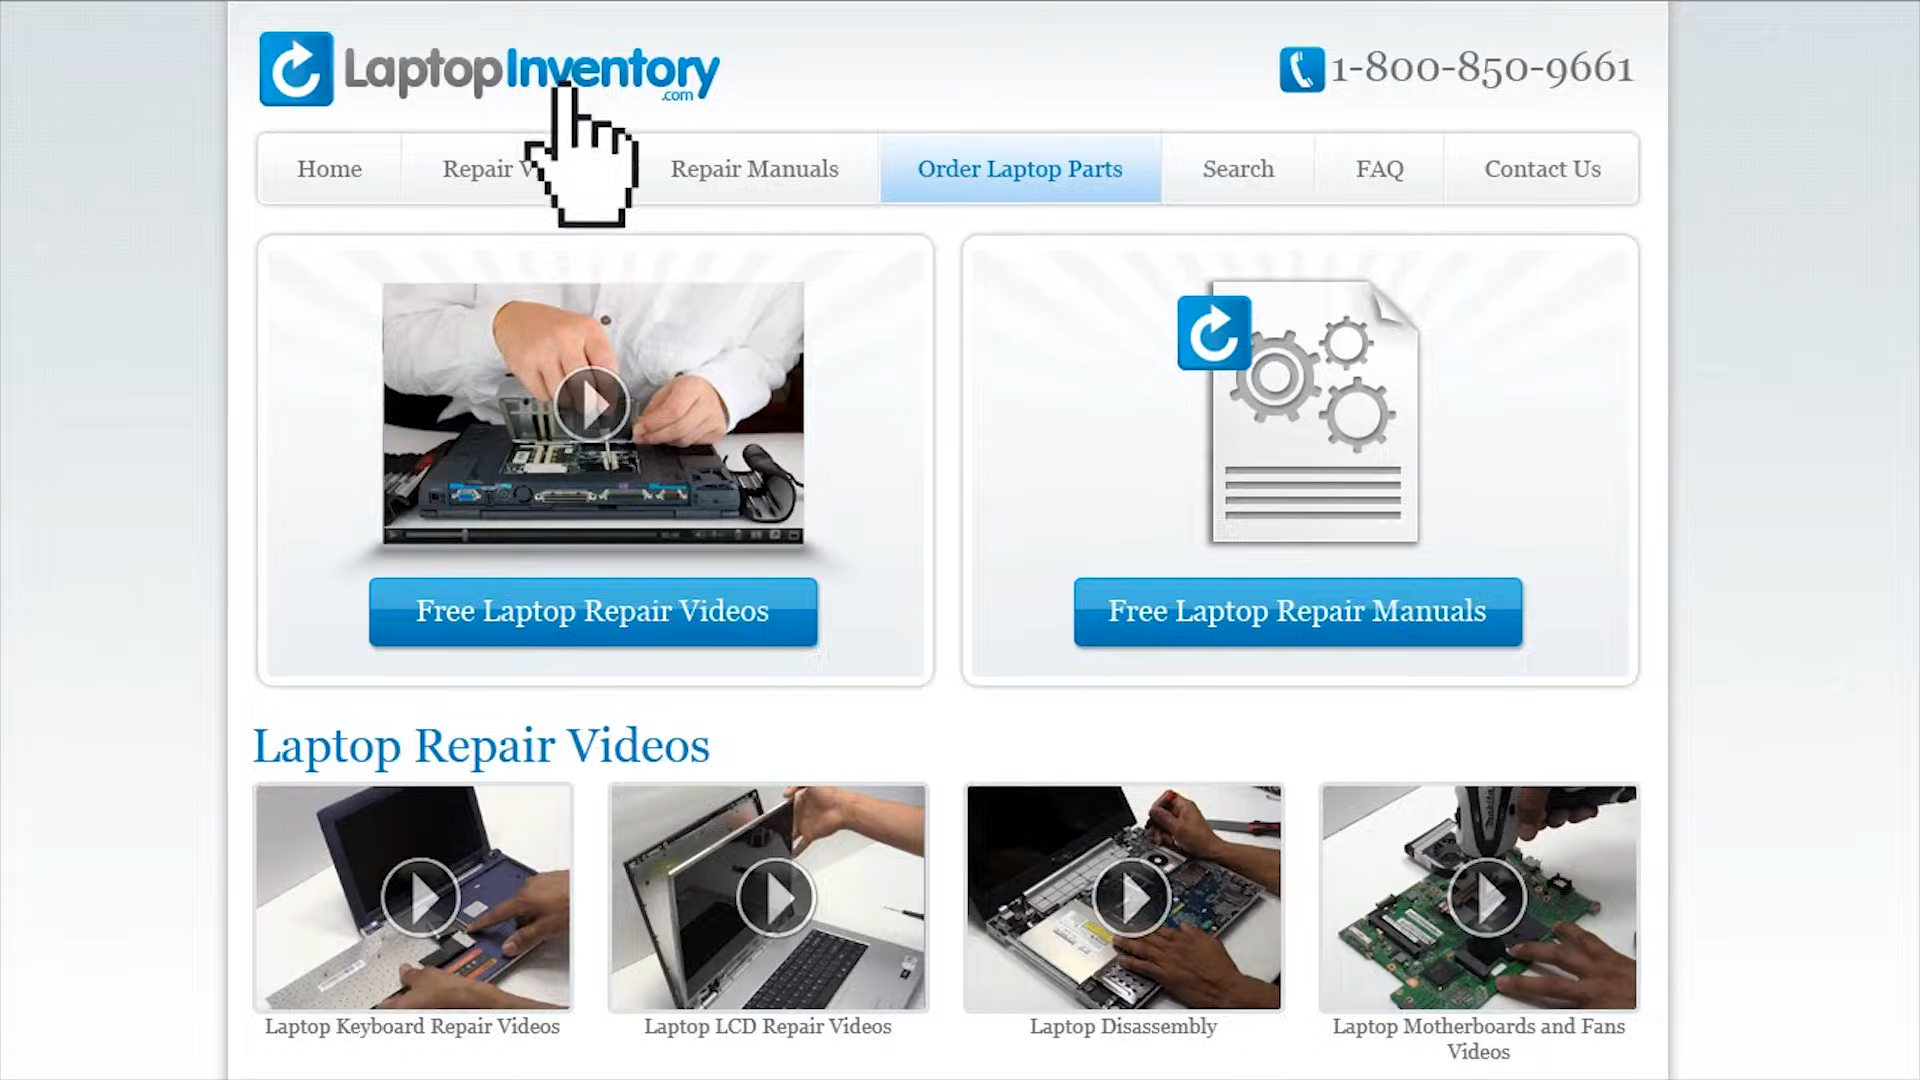 LaptopInventory
.com
1-800-850-9661
Home
Repair
Repair Manuals
Order Laptop Parts
Search
FAQ
Contact Us
Free Laptop Repair Videos
Free Laptop Repair Manuals
Laptop Repair Videos
Laptop Keyboard Repair Videos
Laptop LCD Repair Videos
Laptop Disassembly
Laptop Motherboards and Fans
Videos